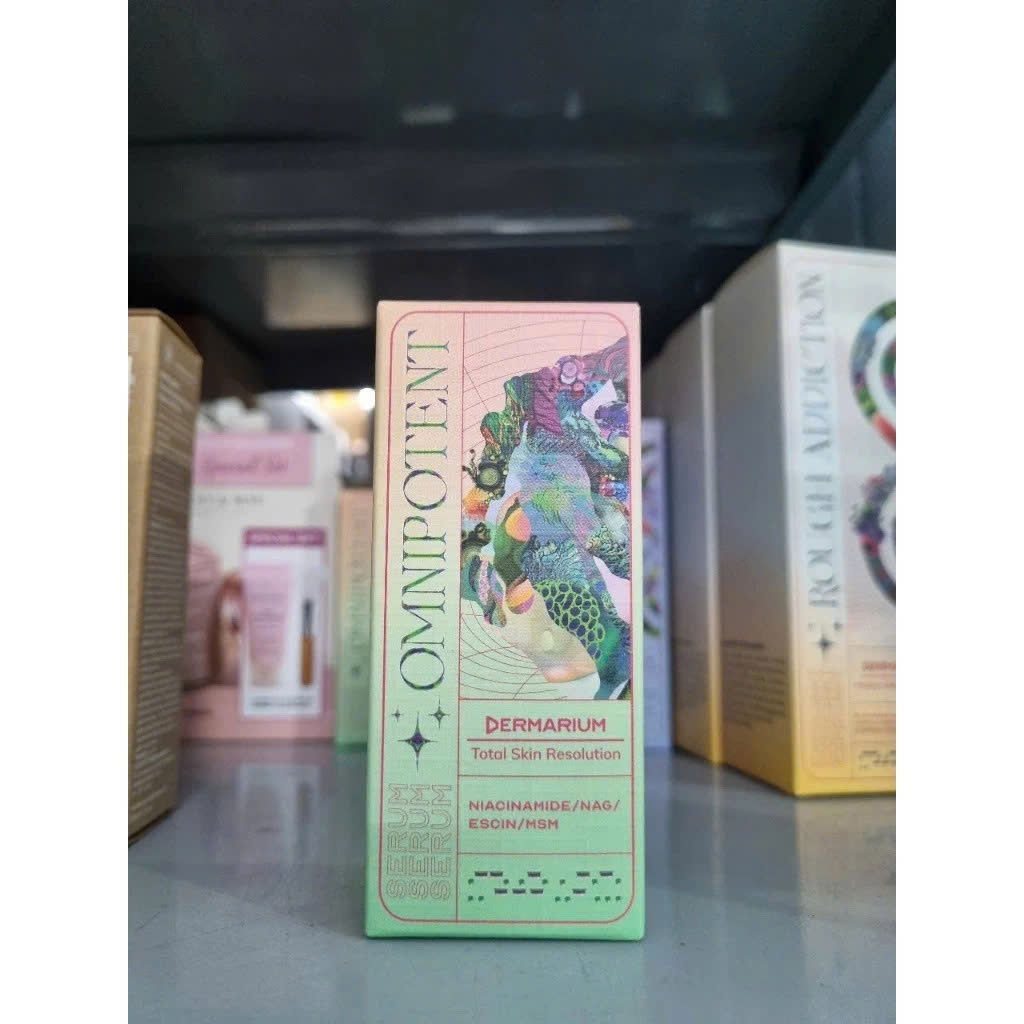 OMNIPOTENT
SERUM
SERUM
SERUM
DERMARIUM
Total Skin Resolution
NIACINAMIDE/NAG/
ESCIN/MSM
ROUGH ADDICTION